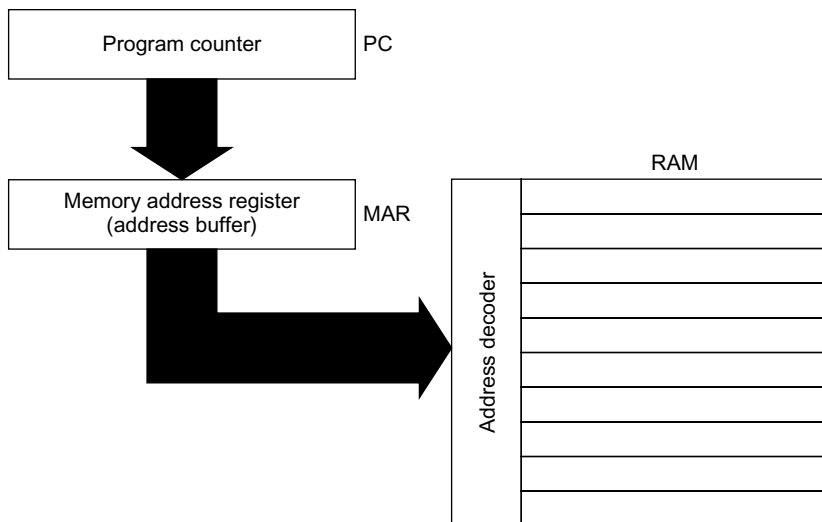 Program counter
PC
Memory address register
(address buffer)
MAR
RAM
Address decoder